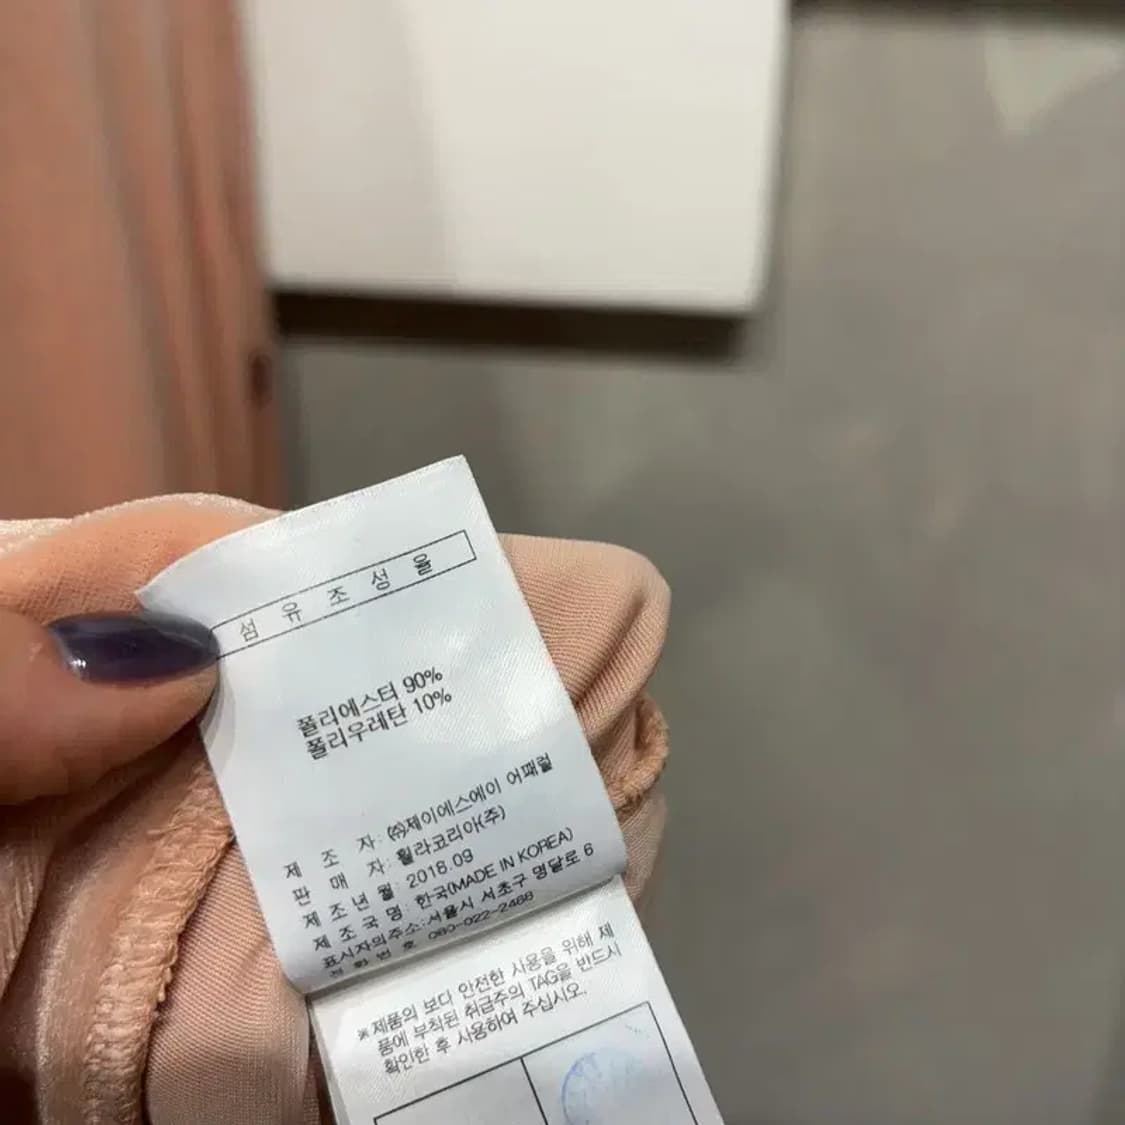 섬 유 조 성 율
폴리에스터 90%
폴리우레탄 10%
제 조 자: ㈜제이에스에이 어패럴
판 매 자: 휠라코리아(주)
제조년월: 2018.09
제조국명: 한국(MADE IN KOREA)
표시자의주소:서울시 서초구 명달로 6
전화번호 080-022-2468
※제품의 보다 안전한 사용을 위해 제
품에 부착된 취급주의 TAG을 반드시
확인한 후 사용하여 주십시오.